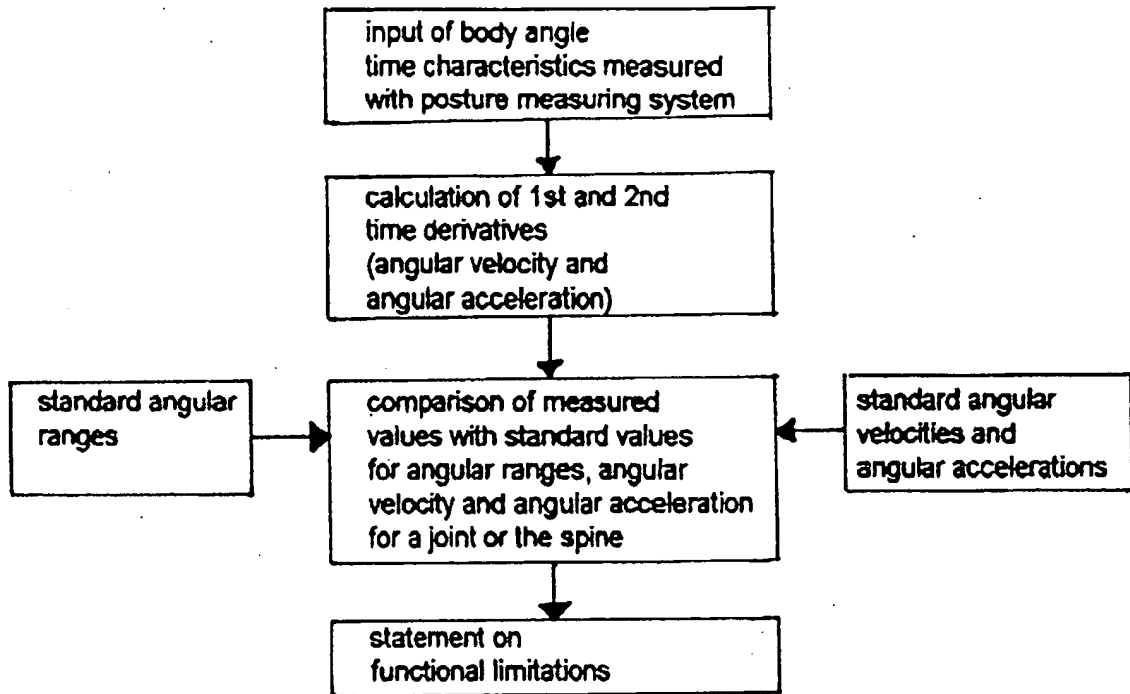 input of body angle
time characteristics measured
with posture measuring system
calculation of 1st and 2nd
time derivatives
(angular velocity and
angular acceleration)
standard angular
ranges
comparison of measured
values with standard values
for angular ranges, angular
velocity and angular acceleration
for a joint or the spine
standard angular
velocities and
angular accelerations
statement on
functional limitations